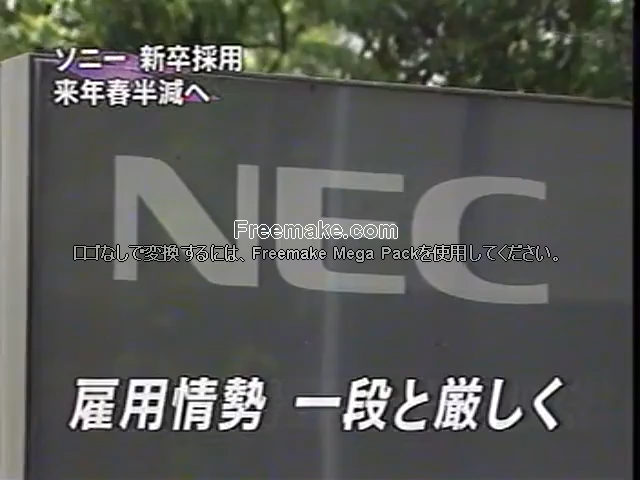 ソニー 新卒採用
来年春半減へ
NEC
Freemake.com
ロゴなしで変換するには、Freemake Mega Packを使用してください。
雇用情勢 一段と厳しく